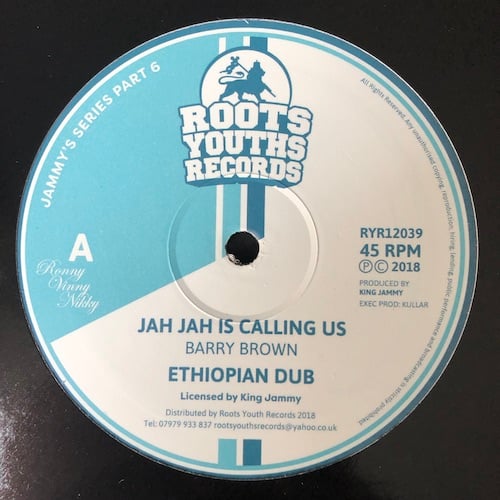 JAMMY'S SERIES PART 6
ROOTS
YOUTHS
RECORDS
All Rights Reserved. Any unauthorised copying, reproduction, hiring, lending, public performance and broadcasting is strictly prohibited
A
Ronny
Vinny
Nikky
RYR12039
45 RPM
Ⓟ© 2018
PRODUCED BY
KING JAMMY
EXEC PROD: KULLAR
JAH JAH IS CALLING US
BARRY BROWN
ETHIOPIAN DUB
Licensed by King Jammy
Distributed by Roots Youth Records 2018
Tel: 07979 933 837 rootsyouthsrecords@yahoo.co.uk